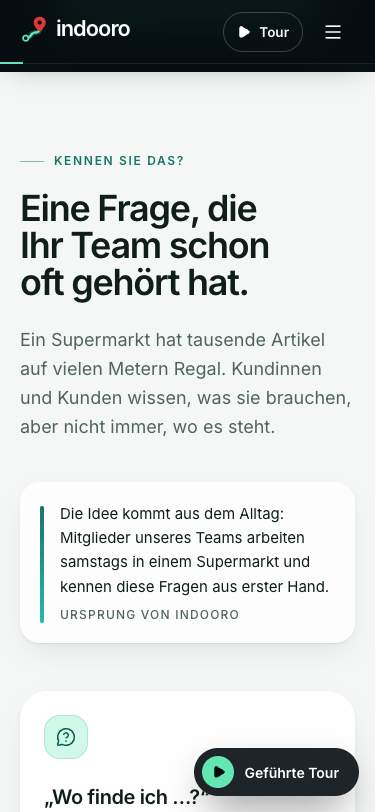 indooro
Tour
KENNEN SIE DAS?
Eine Frage, die
Ihr Team schon
oft gehört hat.
Ein Supermarkt hat tausende Artikel
auf vielen Metern Regal. Kundinnen
und Kunden wissen, was sie brauchen,
aber nicht immer, wo es steht.
Die Idee kommt aus dem Alltag:
Mitglieder unseres Teams arbeiten
samstags in einem Supermarkt und
kennen diese Fragen aus erster Hand.
URSPRUNG VON INDOORO
„Wo finde ich …?“
Geführte Tour